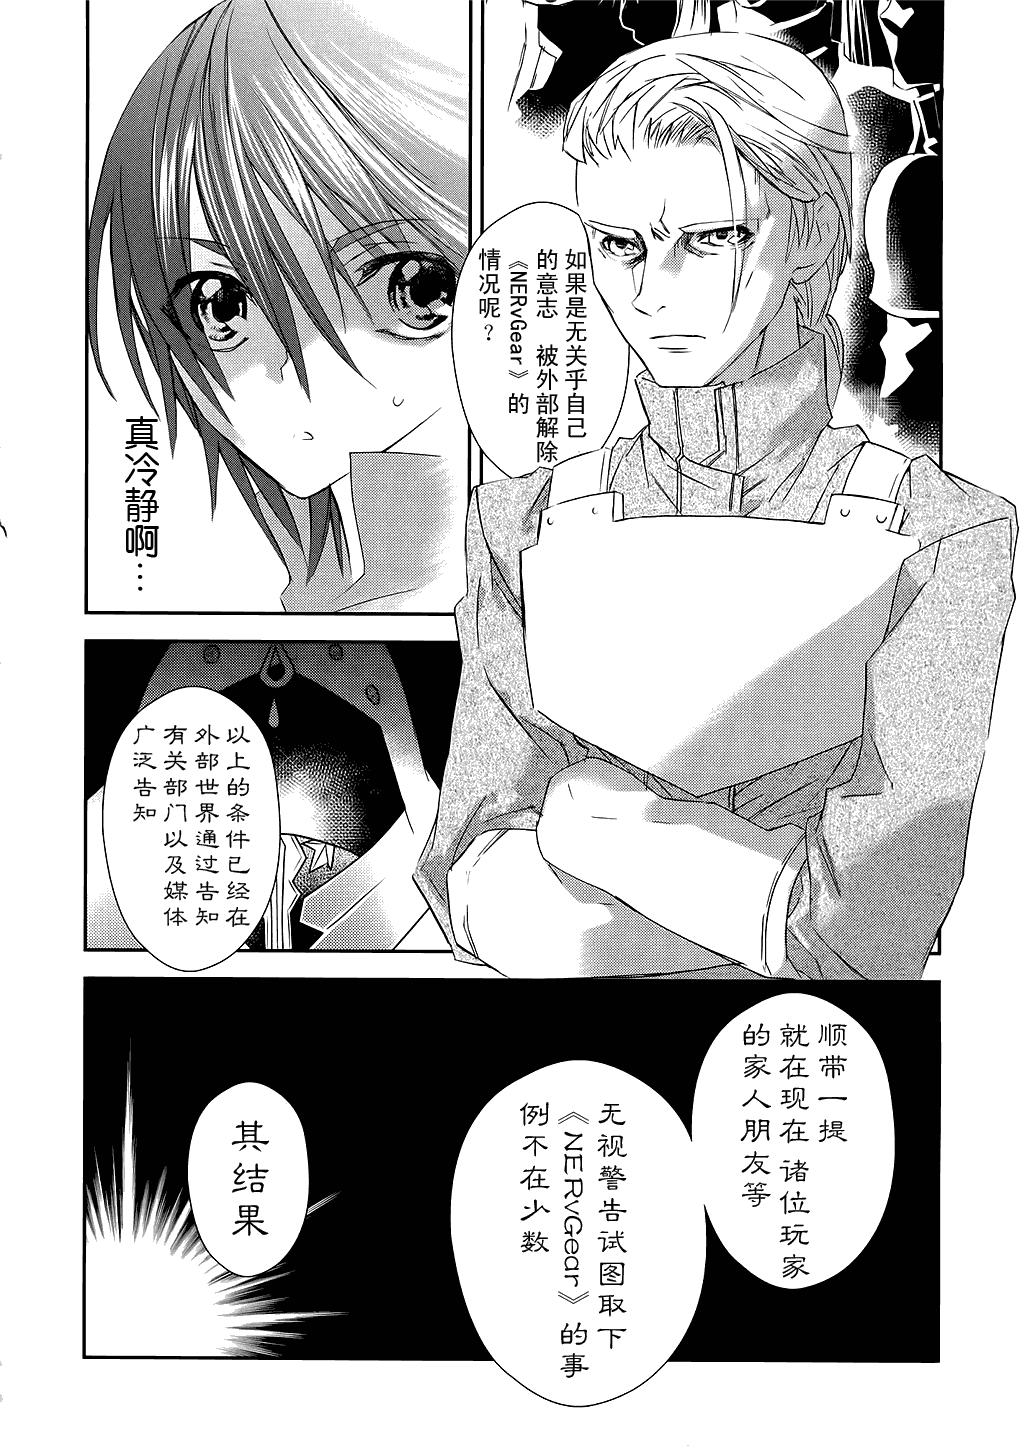 如果是无关乎自己
的意志　被外部解除
《NERvGear》的
情况呢？
真冷静啊…
以上的条件已经在
外部世界通过告知
有关部门以及媒体
广泛告知
顺带一提
就在现在 诸位玩家
的家人朋友等
无视警告试图取下
《NERvGear》的事
例不在少数
其结果